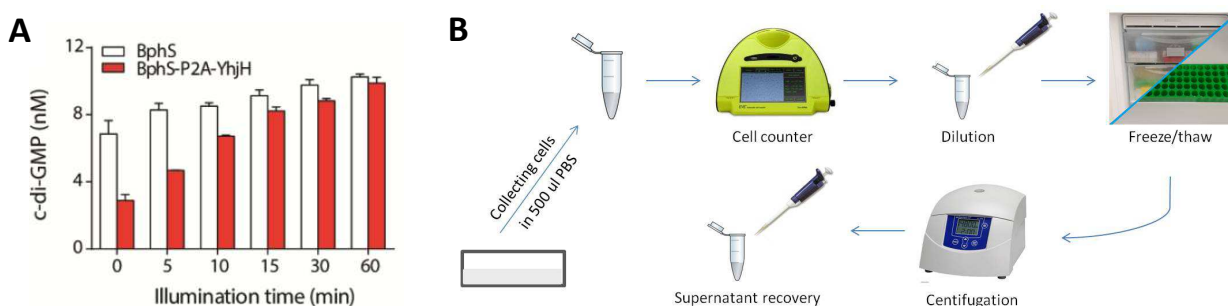 A
12
8
4
0
c-di-GMP (nM)
BphS
BphS-P2A-YhjH
0 5 10 15 30 60
Illumination time (min)
B
Collecting cells
in 500 ul PBS
Cell counter
Dilution
Freeze/thaw
Supernatant recovery
Centifugation